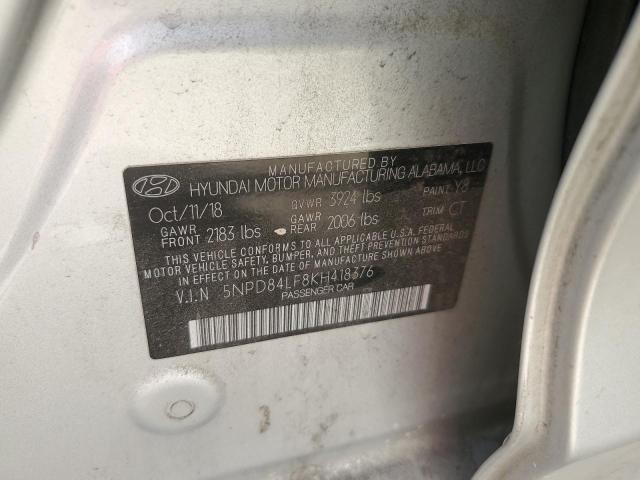 MANUFACTURED BY
HYUNDAI MOTOR MANUFACTURING ALABAMA, LLC
Oct/11/18 GVWR 3924 lbs PAINT Y8
GAWR FRONT 2183 lbs GAWR REAR 2006 lbs TRIM CT
THIS VEHICLE CONFORMS TO ALL APPLICABLE U.S.A. FEDERAL
MOTOR VEHICLE SAFETY, BUMPER, AND THEFT PREVENTION STANDARDS
IN EFFECT ON THE DATE OF MANUFACTURE SHOWN ABOVE.
V.I.N 5NPD84LF8KH418376
PASSENGER CAR